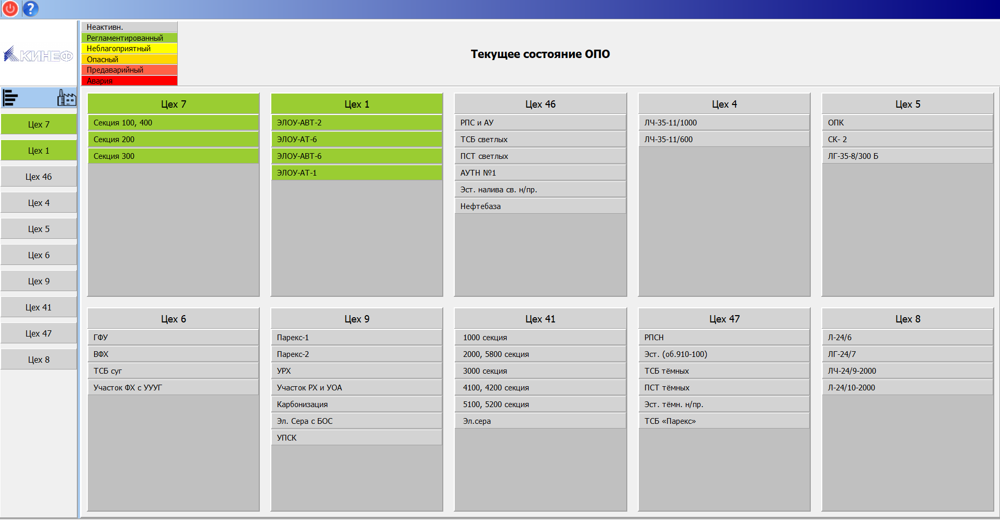 ?
КИНЕФ
Неактивн.
Регламентированный
Неблагоприятный
Опасный
Предаварийный
Авария
Текущее состояние ОПО
Цех 7
Цех 1
Цех 46
Цех 4
Цех 5
Цех 6
Цех 9
Цех 41
Цех 47
Цех 8
Цех 7
Секция 100, 400
Секция 200
Секция 300
Цех 1
ЭЛОУ-АВТ-2
ЭЛОУ-АТ-6
ЭЛОУ-АВТ-6
ЭЛОУ-АТ-1
Цех 46
РПС и АУ
ТСБ светлых
ПСТ светлых
АУТН №1
Эст. налива св. н/пр.
Нефтебаза
Цех 4
ЛЧ-35-11/1000
ЛЧ-35-11/600
Цех 5
ОПК
СК- 2
ЛГ-35-8/300 Б
Цех 6
ГФУ
ВФХ
ТСБ суг
Участок ФХ с УУУГ
Цех 9
Парекс-1
Парекс-2
УРХ
Участок РХ и УОА
Карбонизация
Эл. Сера с БОС
УПСК
Цех 41
1000 секция
2000, 5800 секция
3000 секция
4100, 4200 секция
5100, 5200 секция
Эл.сера
Цех 47
РПСН
Эст. (об.910-100)
ТСБ тёмных
ПСТ тёмных
Эст. тёмн. н/пр.
ТСБ «Парекс»
Цех 8
Л-24/6
ЛГ-24/7
ЛЧ-24/9-2000
Л-24/10-2000